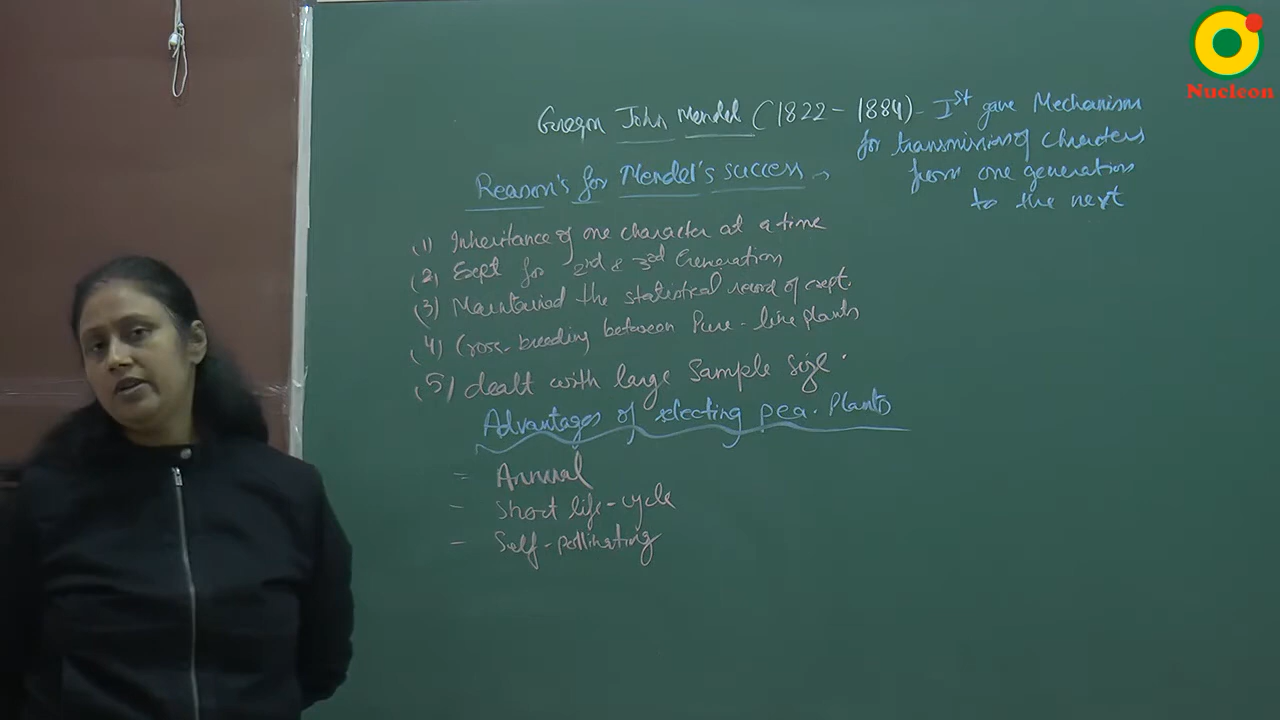 Nucleon
Gregor John Mendel (1822 - 1884) - Ist gave Mechanism
for transmission of characters
from one generation
to the next
Reason's for Mendel's success
(1) Inheritance of one character at a time
(2) Expt for 2nd & 3rd Generation
(3) Maintained the statistical record of expt.
(4) Cross-breeding between Pure-line plants
(5) dealt with large sample size.
Advantages of selecting pea. Plants
- Annual
- Short life-cycle
- Self-pollinating